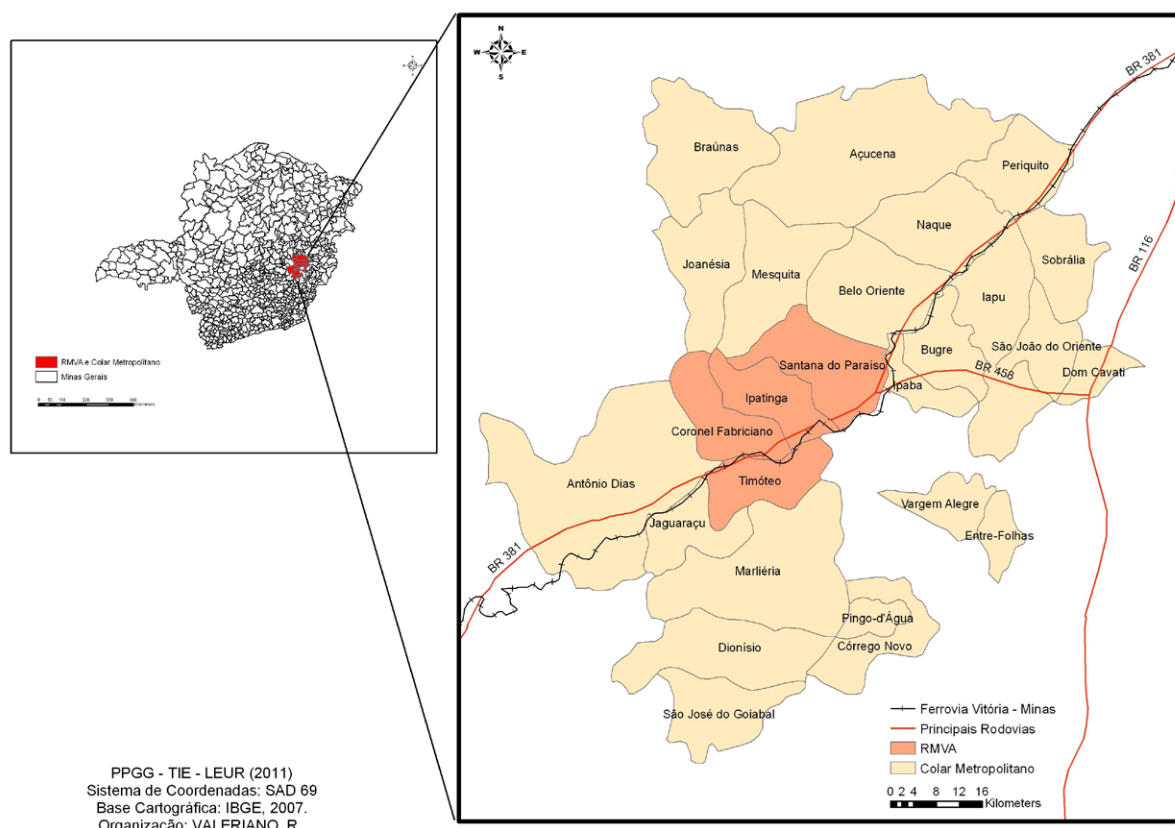 RMVA e Colar Metropolitano
Minas Gerais
Kilometers
PPGG - TIE - LEUR (2011)
Sistema de Coordenadas: SAD 69
Base Cartográfica: IBGE, 2007.
Organização: VALERIANO, R.
N
W E
S
BR 381
Braúnas
Açucena
Periquito
Naque
BR 116
Joanésia
Mesquita
Sobrália
Belo Oriente
Iapu
São João do Oriente
Bugre
Santana do Paraíso
Dom Cavati
BR 458
Ipaba
Ipatinga
Coronel Fabriciano
Antônio Dias
Timóteo
Vargem Alegre
Jaguaraçu
Entre-Folhas
BR 381
Marliéria
Pingo-d'Água
Dionísio
Córrego Novo
São José do Goiabal
Ferrovia Vitória - Minas
Principais Rodovias
RMVA
Colar Metropolitano
0 2 4 8 12 16
Kilometers